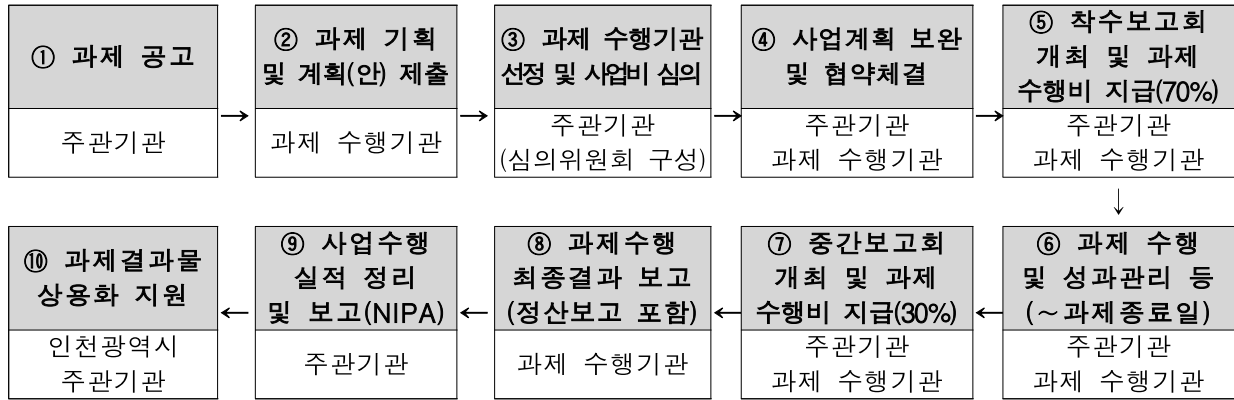 ① 과제 공고
주관기관
→
② 과제 기획
및 계획(안) 제출
과제 수행기관
→
③ 과제 수행기관
선정 및 사업비 심의
주관기관
(심의위원회 구성)
→
④ 사업계획 보완
및 협약체결
주관기관
과제 수행기관
→
⑤ 착수보고회
개최 및 과제
수행비 지급(70%)
주관기관
과제 수행기관
↓
⑥ 과제 수행
및 성과관리 등
(～과제종료일)
주관기관
과제 수행기관
←
⑦ 중간보고회
개최 및 과제
수행비 지급(30%)
주관기관
과제 수행기관
←
⑧ 과제수행
최종결과 보고
(정산보고 포함)
과제 수행기관
←
⑨ 사업수행
실적 정리
및 보고(NIPA)
주관기관
←
⑩ 과제결과물
상용화 지원
인천광역시
주관기관